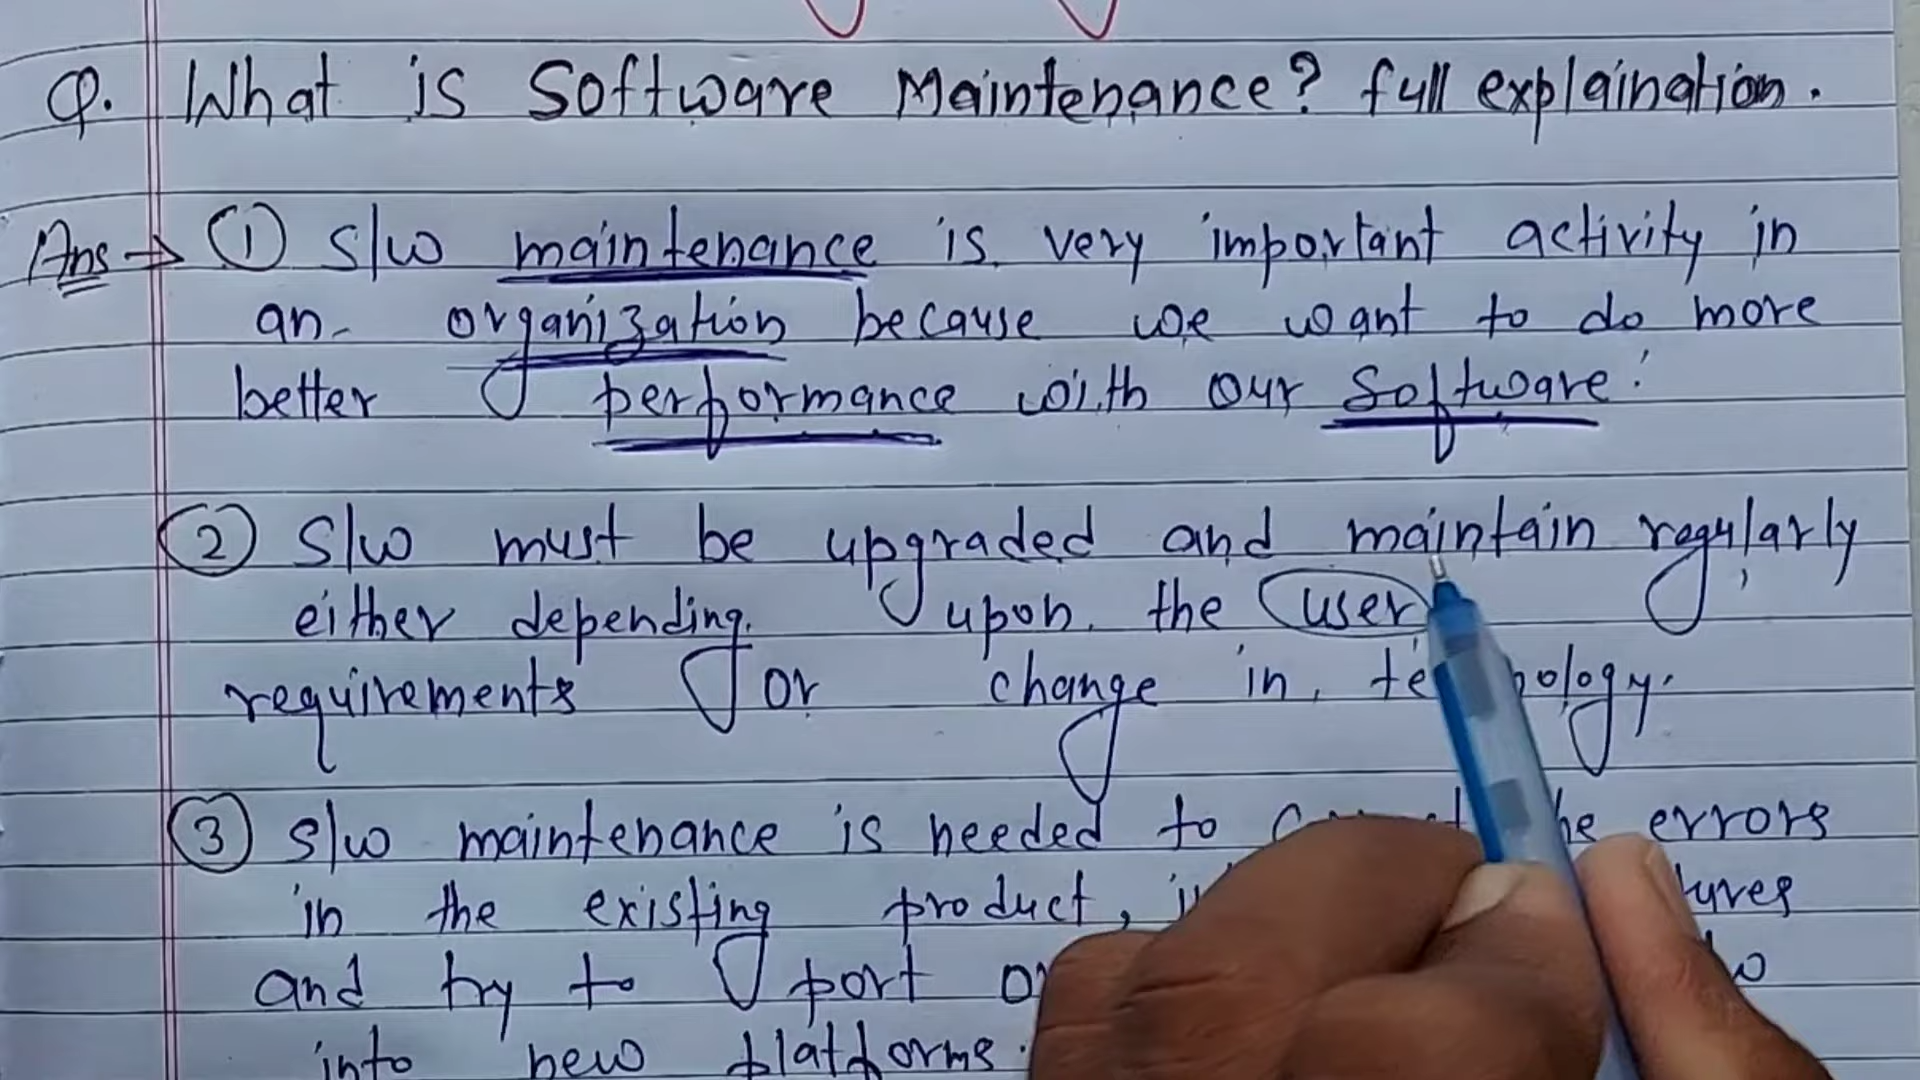 Q. What is Software Maintenance? full explaination.
Ans → ① S/w maintenance is very important activity in
an organization because we want to do more
better performance with our Software.
② S/w must be upgraded and maintain regularly,
either depending upon the user
requirements or change in
③ S/w maintenance is needed to errors
in the existing product,
and try to port
into new platforms.